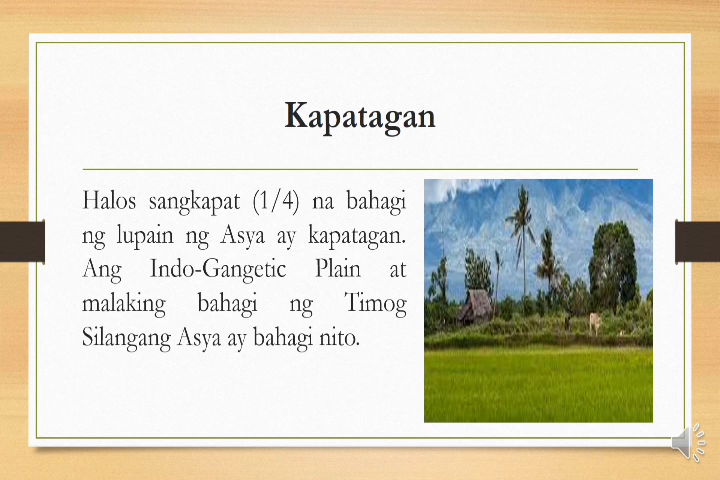 Kapatagan
Halos sangkapat (1/4) na bahagi
ng lupain ng Asya ay kapatagan.
Ang Indo-Gangetic Plain at
malaking bahagi ng Timog
Silangang Asya ay bahagi nito.